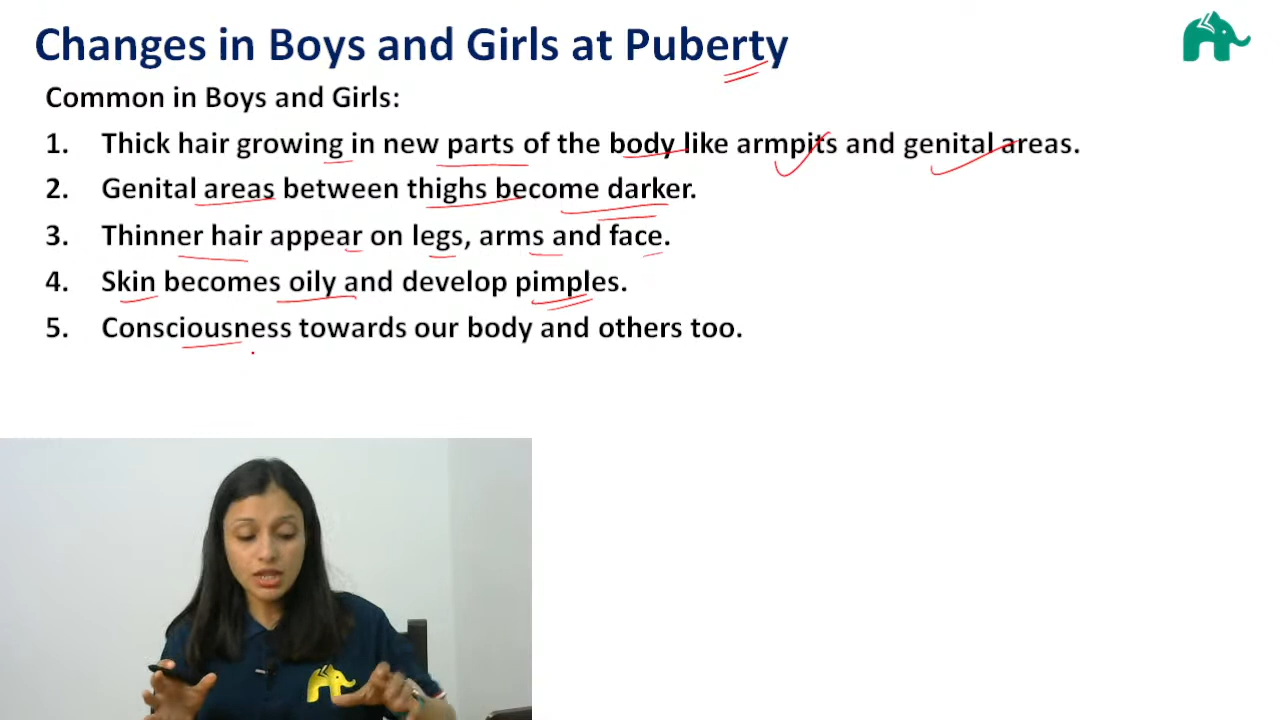 Changes in Boys and Girls at Puberty
Common in Boys and Girls:
1. Thick hair growing in new parts of the body like armpits and genital areas.
2. Genital areas between thighs become darker.
3. Thinner hair appear on legs, arms and face.
4. Skin becomes oily and develop pimples.
5. Consciousness towards our body and others too.